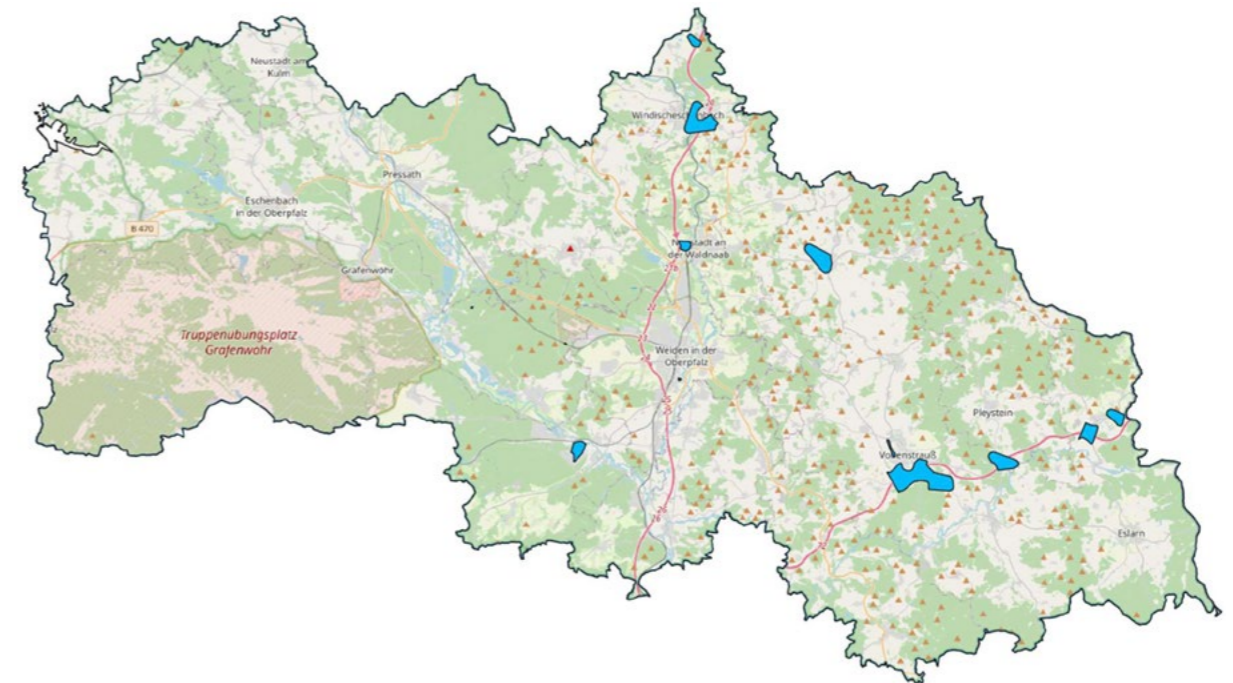 Neustadt am
Kulm
Windischeschenbach
Pressath
Eschenbach
in der Oberpfalz
B 470
Neustadt an
der Waldnaab
Grafenwöhr
Truppenübungsplatz
Grafenwöhr
Weiden in der
Oberpfalz
Pleystein
Vohenstrauß
Eslarn